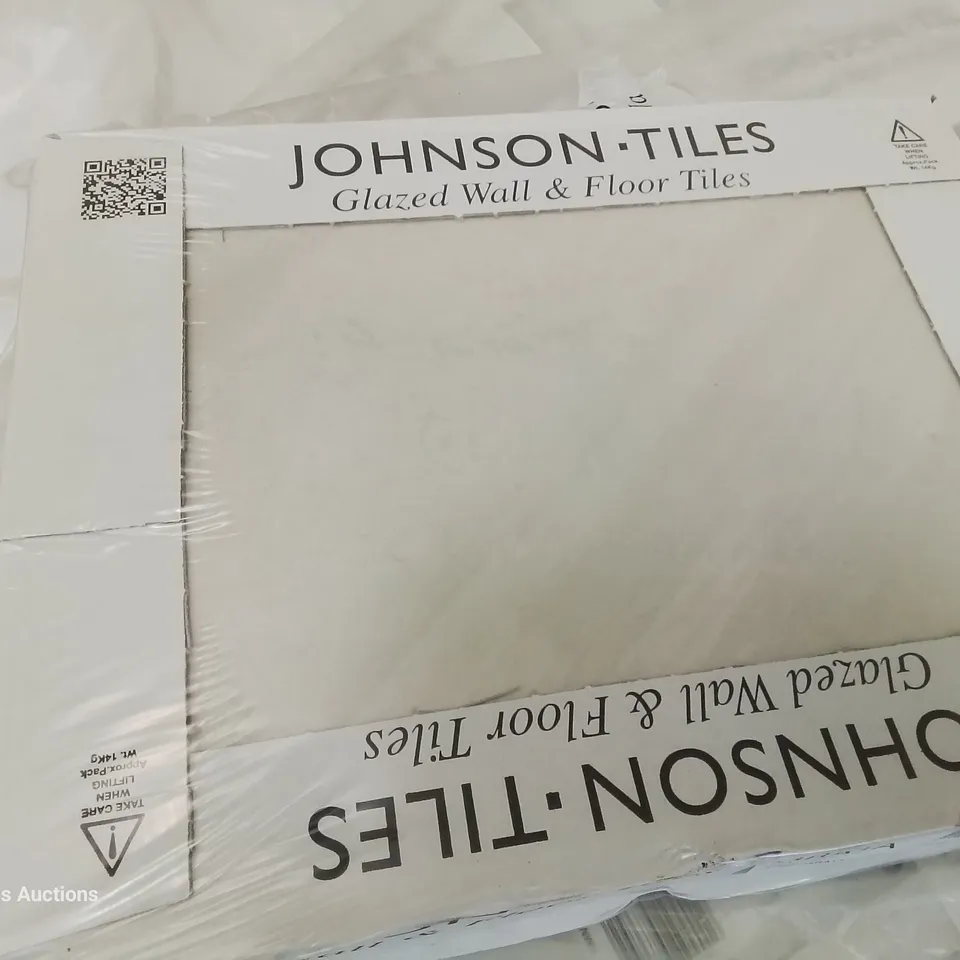 JOHNSON·TILES
Glazed Wall & Floor Tiles
TAKE CARE
WHEN
LIFTING
Approx.Pack
Wt. 14Kg
Glazed Wall & Floor Tiles
OHNSON·TILES
TAKE CARE
WHEN
LIFTING
Approx.Pack
Wt. 14Kg
s Auctions